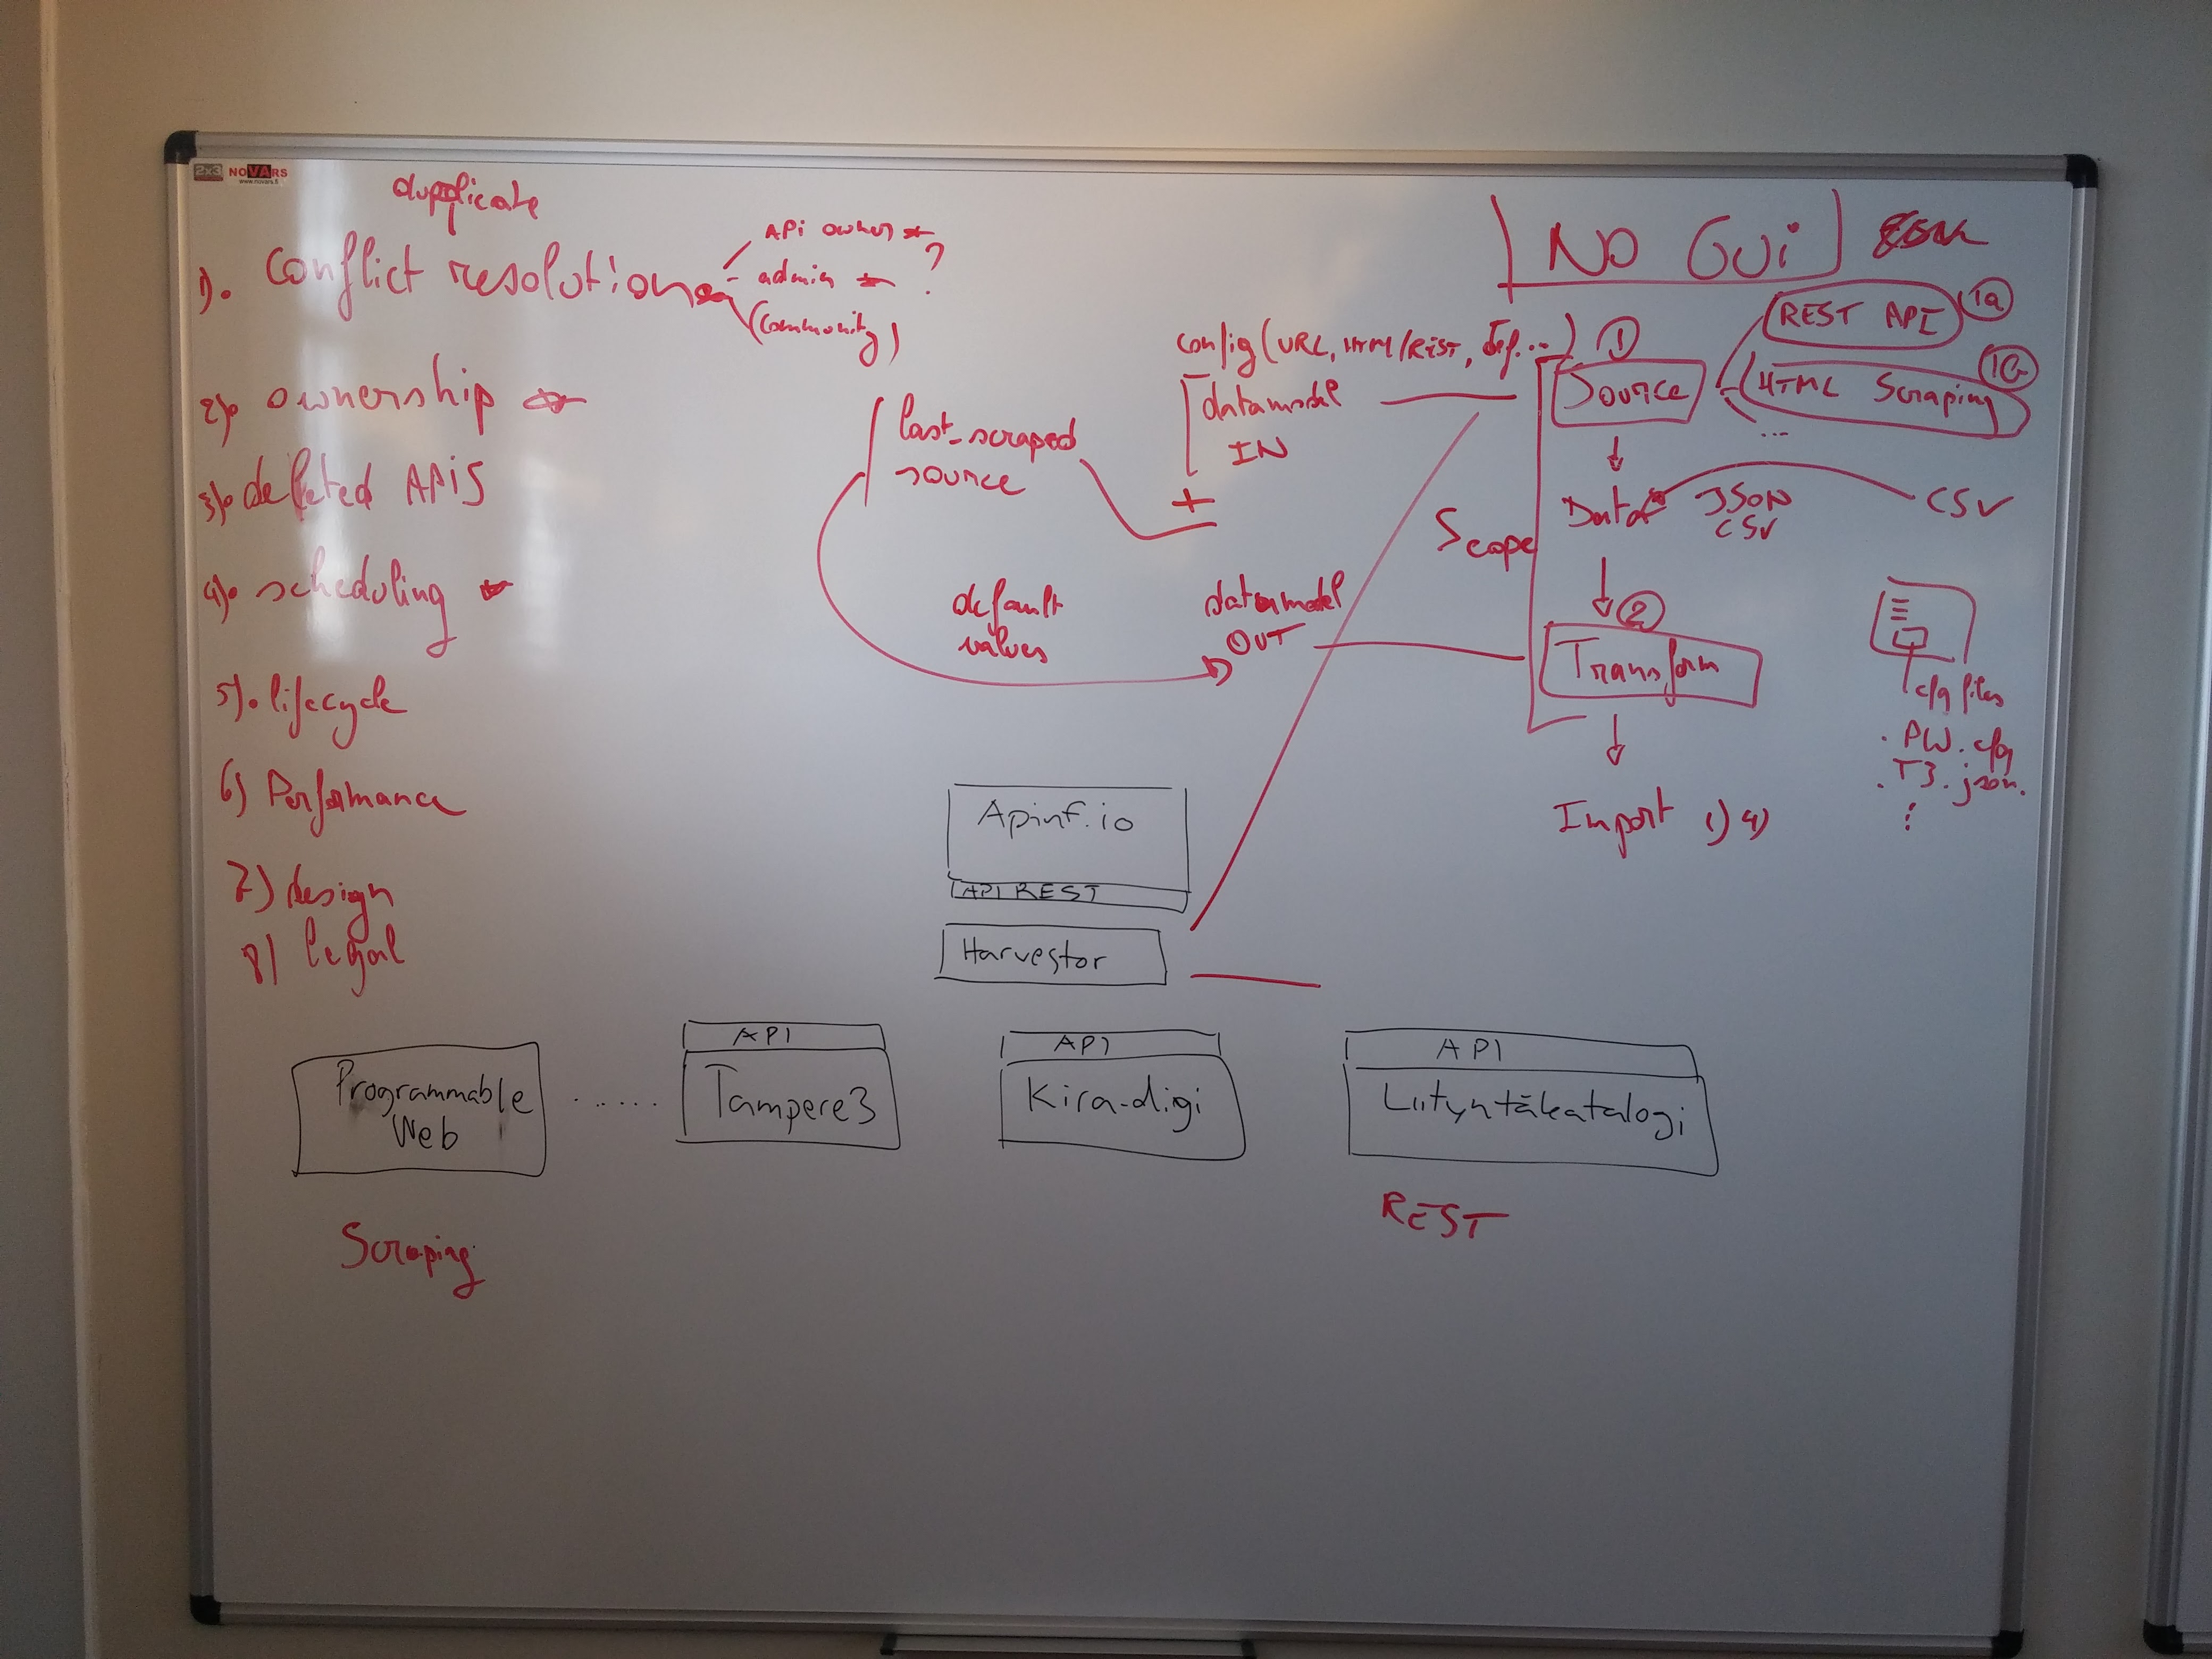 2x3 NOVARS
www.novars.fi
duplicate
1). conflict resolution
API owner
- admin
?
(community)
2). ownership
3). deleted APIS
4). scheduling
5). lifecycle
6) Performance
7) design
8) legal
last_scraped
source
default
values
config (URL, HTML/REST, ... )
datamodel
IN
+
datamodel
OUT
NO GUI
1
Source
REST API
1a
HTML Scraping
...
Scope
Data
JSON
CSV
CSV
2
Transform
Import 1) 4)
cfg files
. PW. cfg
. T3. json.
Apinf.io
API REST
Harvestor
Programmable
Web
......
API
Tampere3
API
Kira-digi
API
Liityntäkatalogi
Scraping
REST